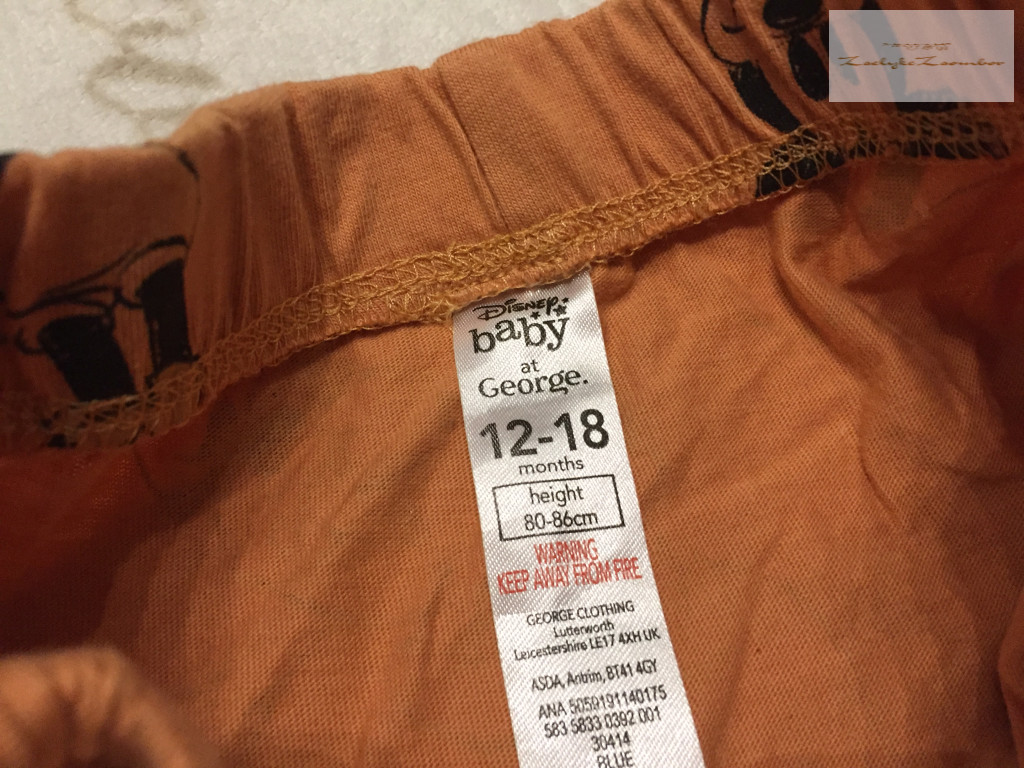 Disney
baby
at
George.
12-18
months
height
80-86cm
WARNING
KEEP AWAY FROM FIRE
GEORGE CLOTHING
Lutterworth
Leicestershire LE17 4XH UK
ASDA, Antrim, BT41 4GY
ANA 5059191140175
583 5833 0392 001
30414
BLUE